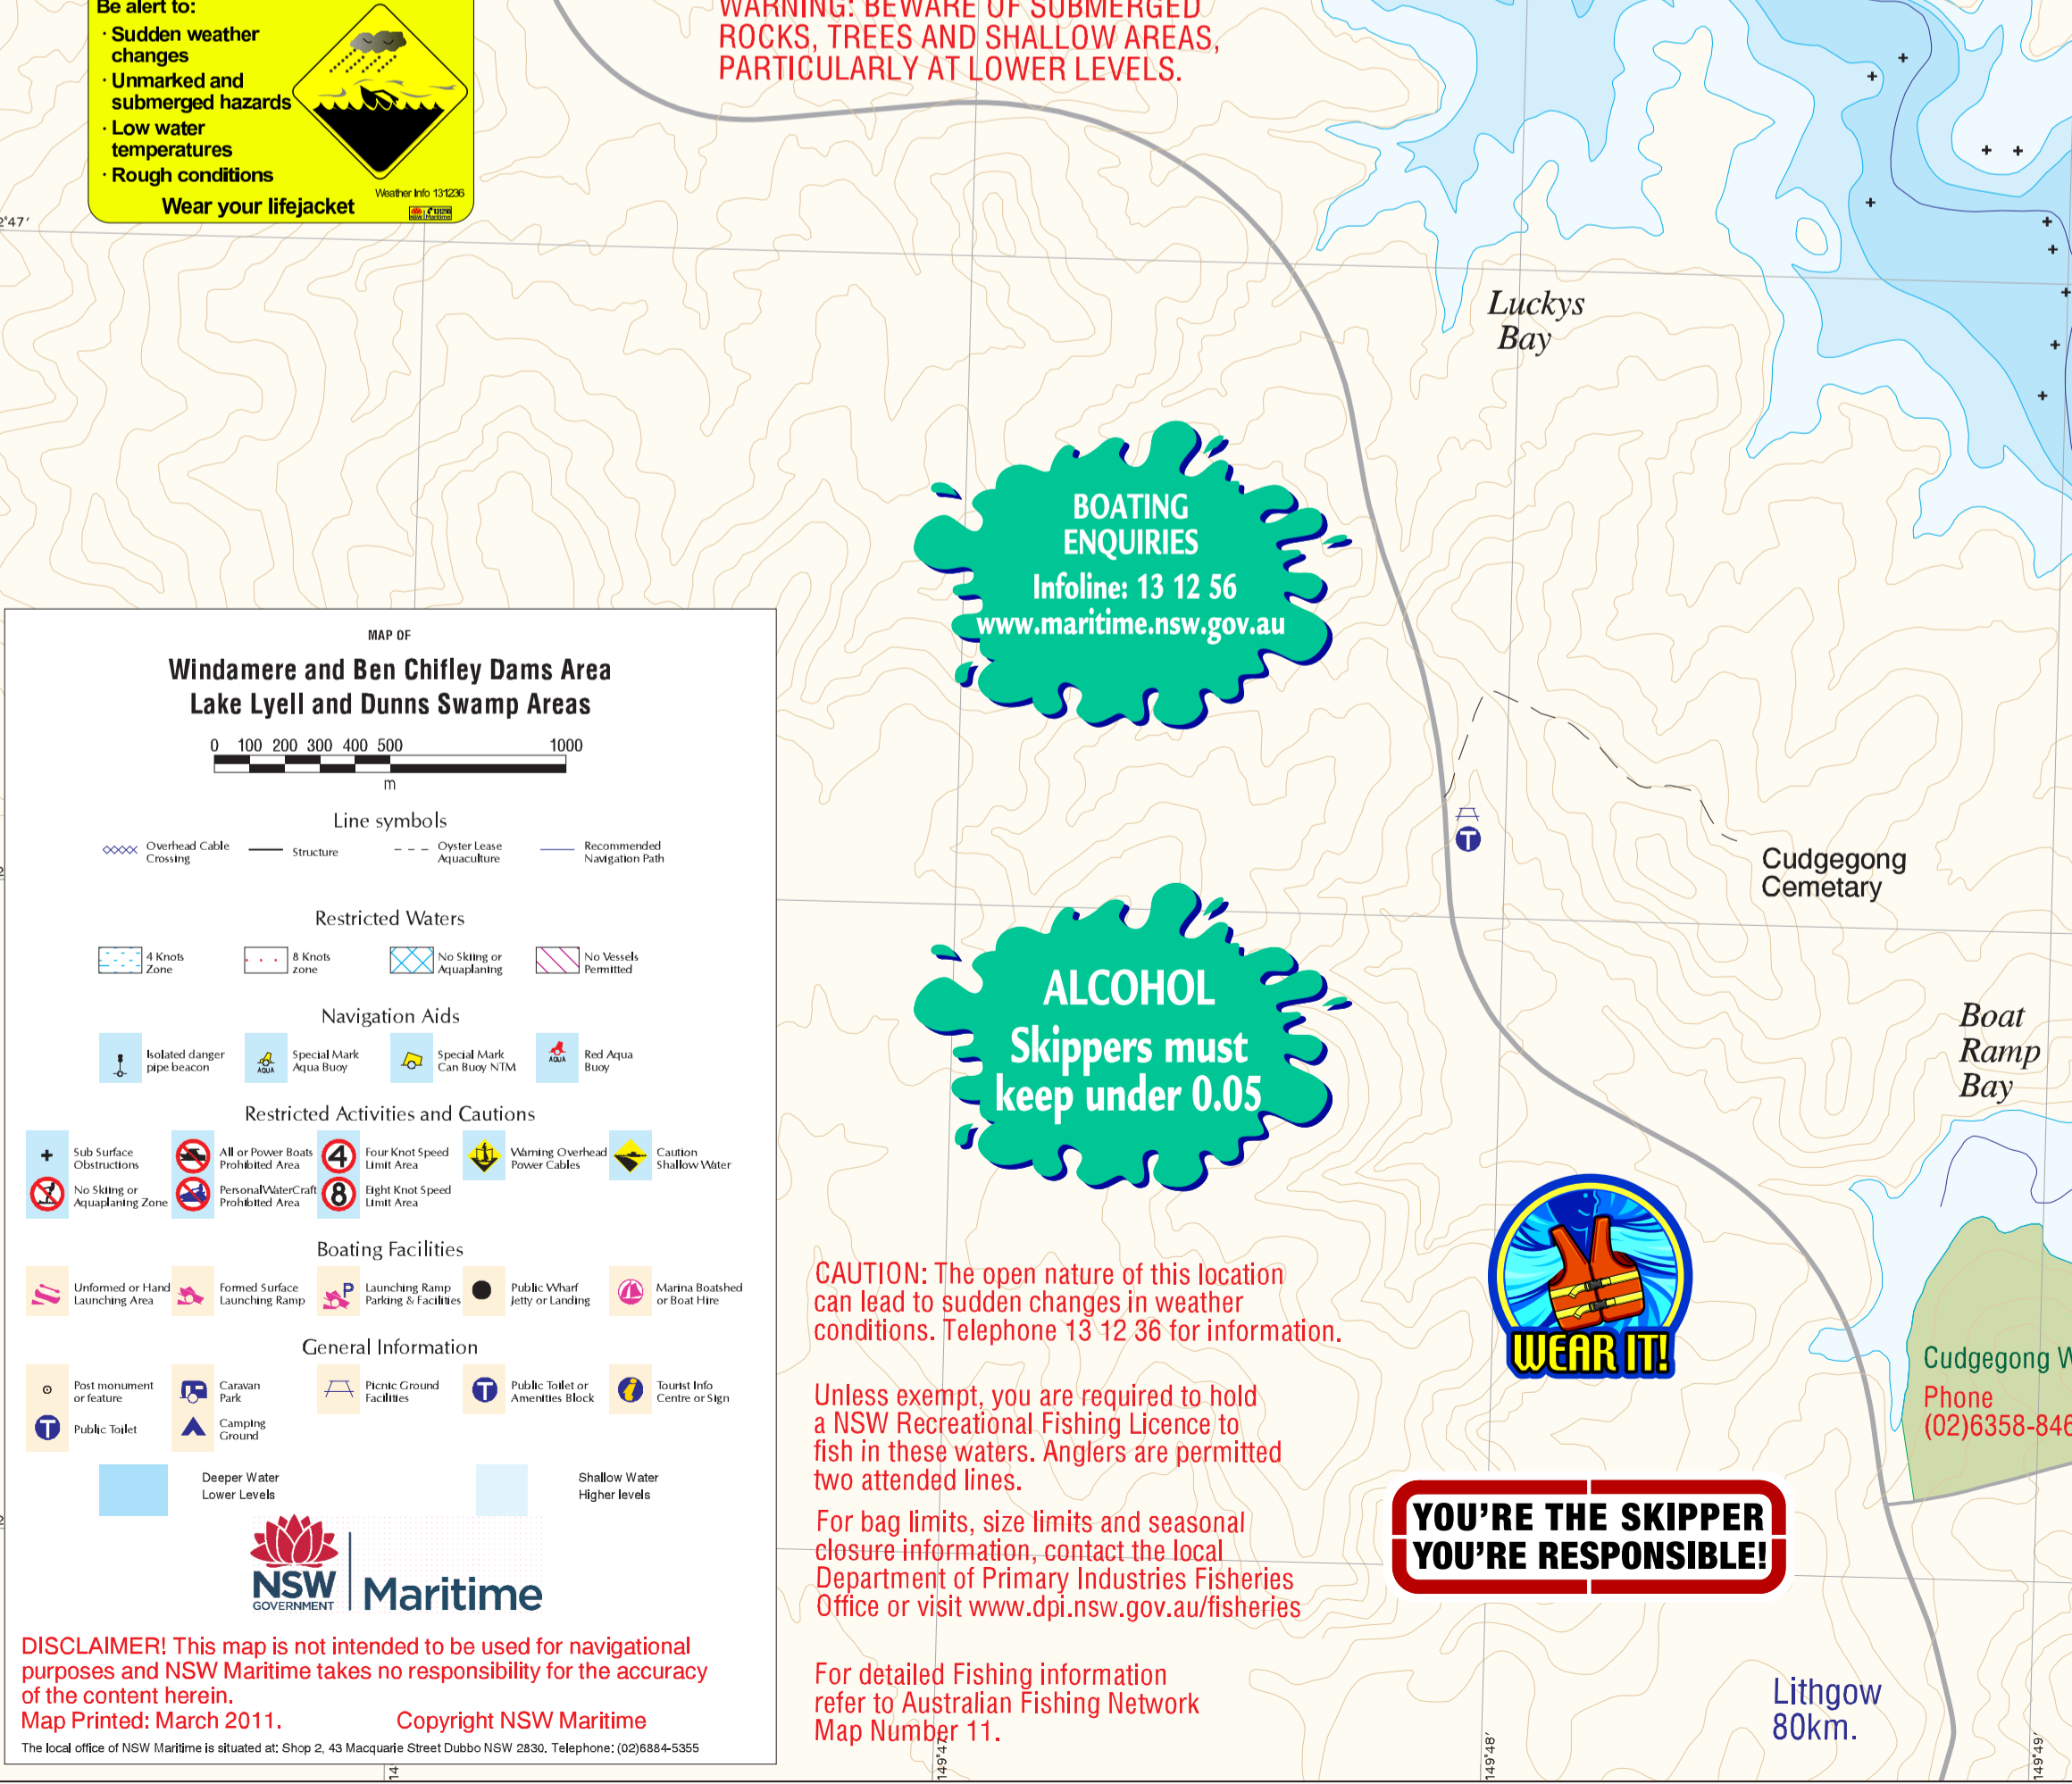 Be alert to:
· Sudden weather
changes
· Unmarked and
submerged hazards
· Low water
temperatures
· Rough conditions
Wear your lifejacket
Weather Info 131236
WARNING: BEWARE OF SUBMERGED
ROCKS, TREES AND SHALLOW AREAS,
PARTICULARLY AT LOWER LEVELS.
2°47'
Luckys
Bay
BOATING
ENQUIRIES
Infoline: 13 12 56
www.maritime.nsw.gov.au
T
Cudgegong
Cemetary
Boat
Ramp
Bay
ALCOHOL
Skippers must
keep under 0.05
WEAR IT!
Cudgegong W
Phone
(02)6358-846
CAUTION: The open nature of this location
can lead to sudden changes in weather
conditions. Telephone 13 12 36 for information.
Unless exempt, you are required to hold
a NSW Recreational Fishing Licence to
fish in these waters. Anglers are permitted
two attended lines.
For bag limits, size limits and seasonal
closure information, contact the local
Department of Primary Industries Fisheries
Office or visit www.dpi.nsw.gov.au/fisheries
For detailed Fishing information
refer to Australian Fishing Network
Map Number 11.
YOU'RE THE SKIPPER
YOU'RE RESPONSIBLE!
Lithgow
80km.
MAP OF
Windamere and Ben Chifley Dams Area
Lake Lyell and Dunns Swamp Areas
0 100 200 300 400 500 1000
m
Line symbols
Overhead Cable
Crossing
Structure
Oyster Lease
Aquaculture
Recommended
Navigation Path
Restricted Waters
4 Knots
Zone
8 Knots
zone
No Skiing or
Aquaplaning
No Vessels
Permitted
Navigation Aids
Isolated danger
pipe beacon
AQUA
Special Mark
Aqua Buoy
Special Mark
Can Buoy NTM
AQUA
Red Aqua
Buoy
Restricted Activities and Cautions
Sub Surface
Obstructions
All or Power Boats
Prohibited Area
4
Four Knot Speed
Limit Area
Warning Overhead
Power Cables
Caution
Shallow Water
No Skiing or
Aquaplaning Zone
PersonalWaterCraft
Prohibited Area
8
Eight Knot Speed
Limit Area
Boating Facilities
Unformed or Hand
Launching Area
Formed Surface
Launching Ramp
P
Launching Ramp
Parking & Facilities
Public Wharf
Jetty or Landing
Marina Boatshed
or Boat Hire
General Information
Post monument
or feature
Caravan
Park
Picnic Ground
Facilities
T
Public Toilet or
Amenities Block
i
Tourist Info
Centre or Sign
T
Public Toilet
Camping
Ground
Deeper Water
Lower Levels
Shallow Water
Higher levels
NSW
GOVERNMENT
Maritime
DISCLAIMER! This map is not intended to be used for navigational
purposes and NSW Maritime takes no responsibility for the accuracy
of the content herein.
Map Printed: March 2011. Copyright NSW Maritime
The local office of NSW Maritime is situated at: Shop 2, 43 Macquarie Street Dubbo NSW 2830. Telephone: (02)6884-5355
14
149°47'
149°48'
149°49'